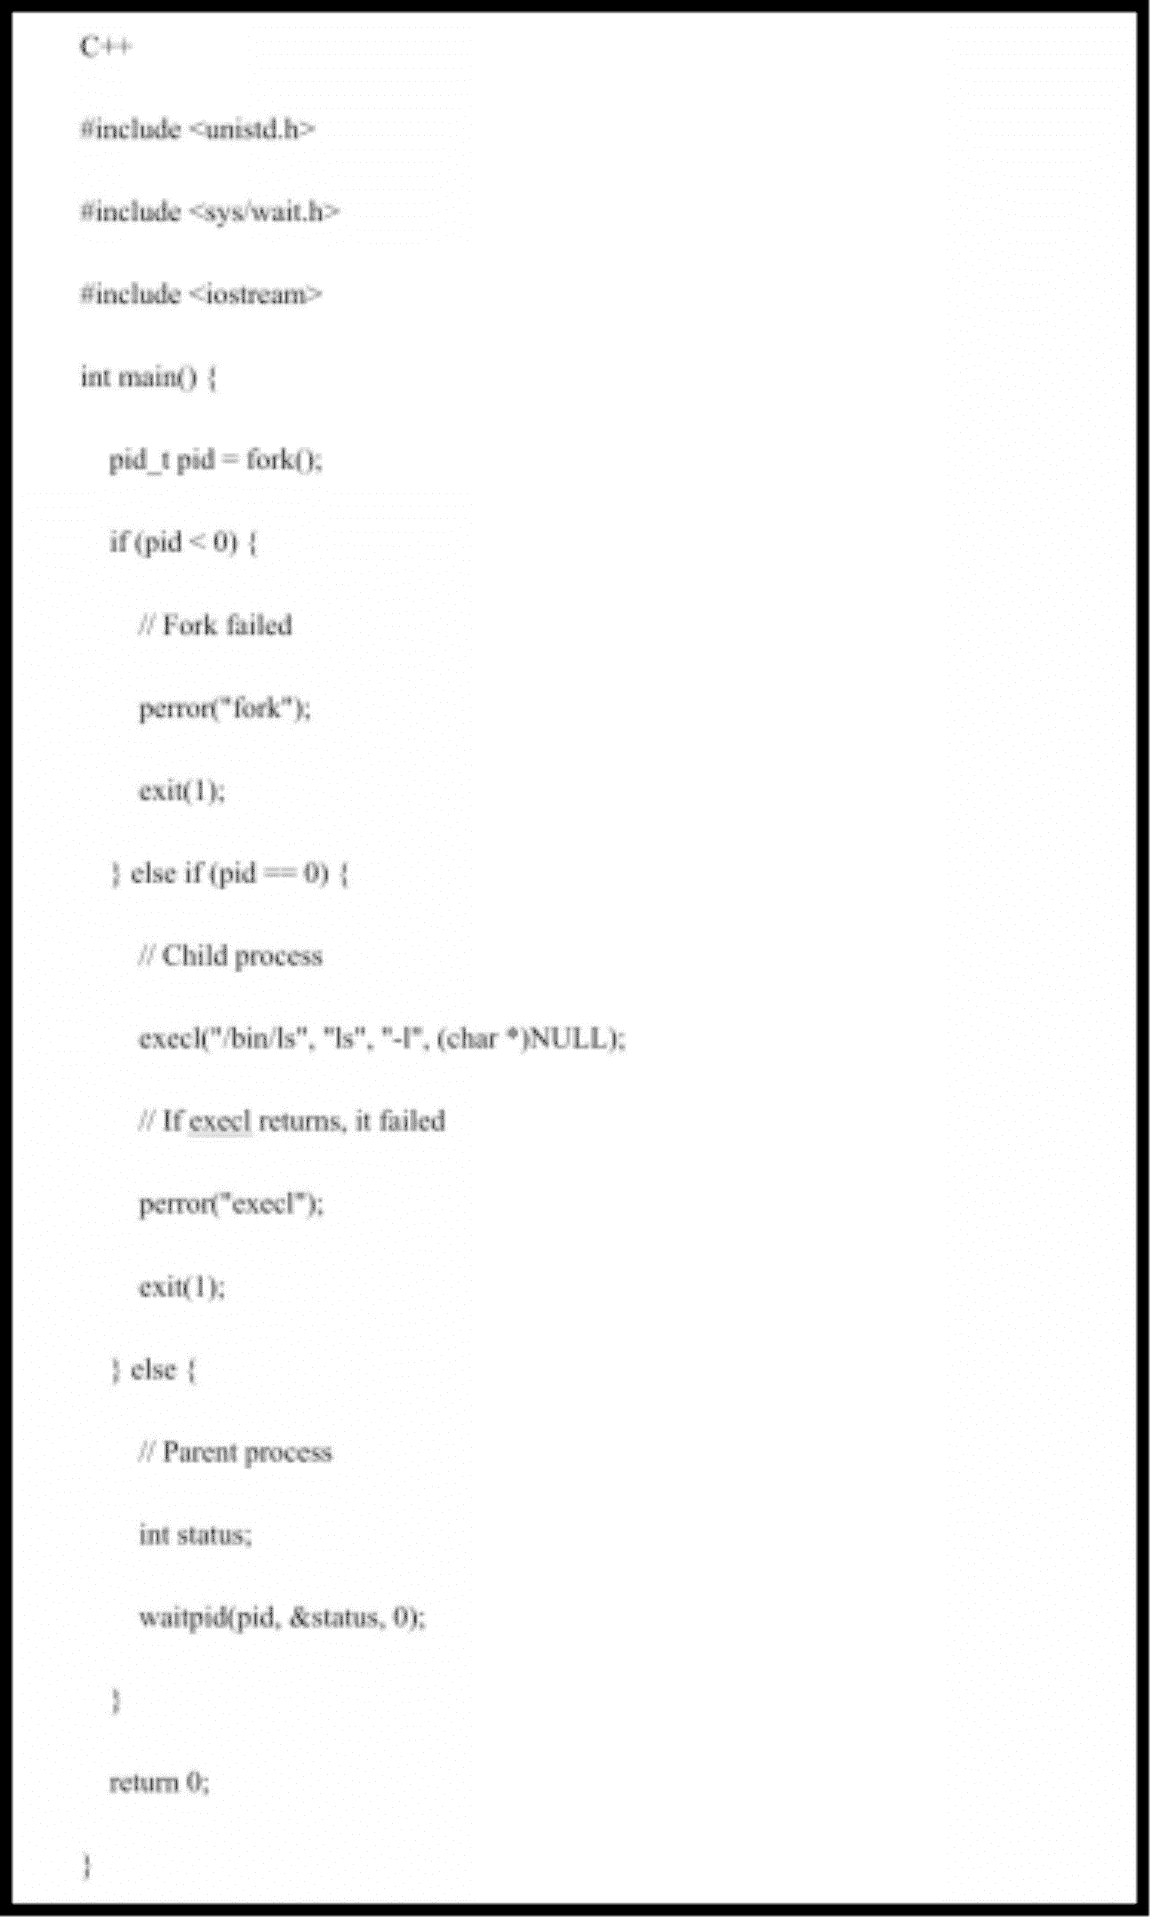 C++
#include <unistd.h>
#include <sys/wait.h>
#include <iostream>
int main() {
pid_t pid = fork();
if (pid < 0) {
// Fork failed
perror("fork");
exit(1);
} else if (pid == 0) {
// Child process
execl("/bin/ls", "ls", "-l", (char *)NULL);
// If execl returns, it failed
perror("execl");
exit(1);
} else {
// Parent process
int status;
waitpid(pid, &status, 0);
}
return 0;
}